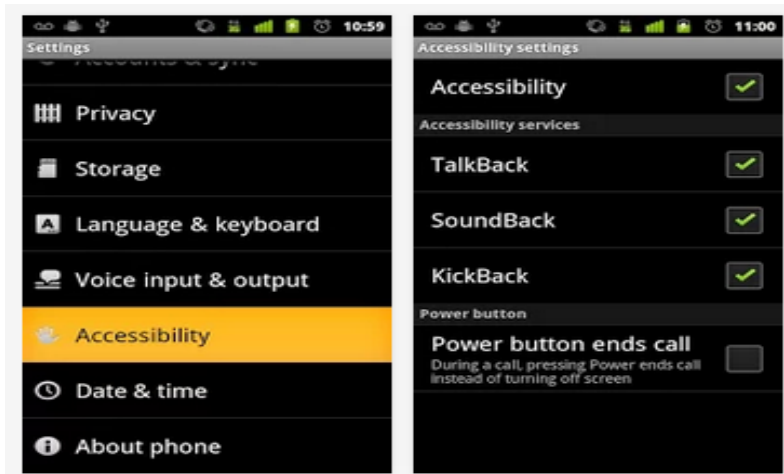 10:59
Settings
Accounts & sync
Privacy
Storage
Language & keyboard
Voice input & output
Accessibility
Date & time
About phone
11:00
Accessibility settings
Accessibility
Accessibility services
TalkBack
SoundBack
KickBack
Power button
Power button ends call
During a call, pressing Power ends call
instead of turning off screen